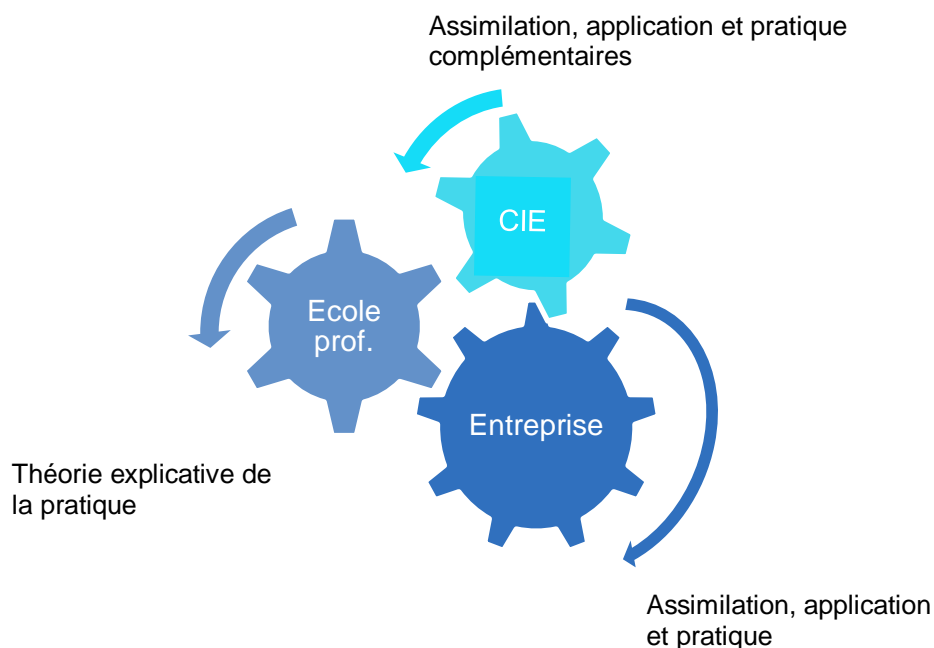 Assimilation, application et pratique
complémentaires
CIE
Ecole
prof.
Entreprise
Théorie explicative de
la pratique
Assimilation, application
et pratique